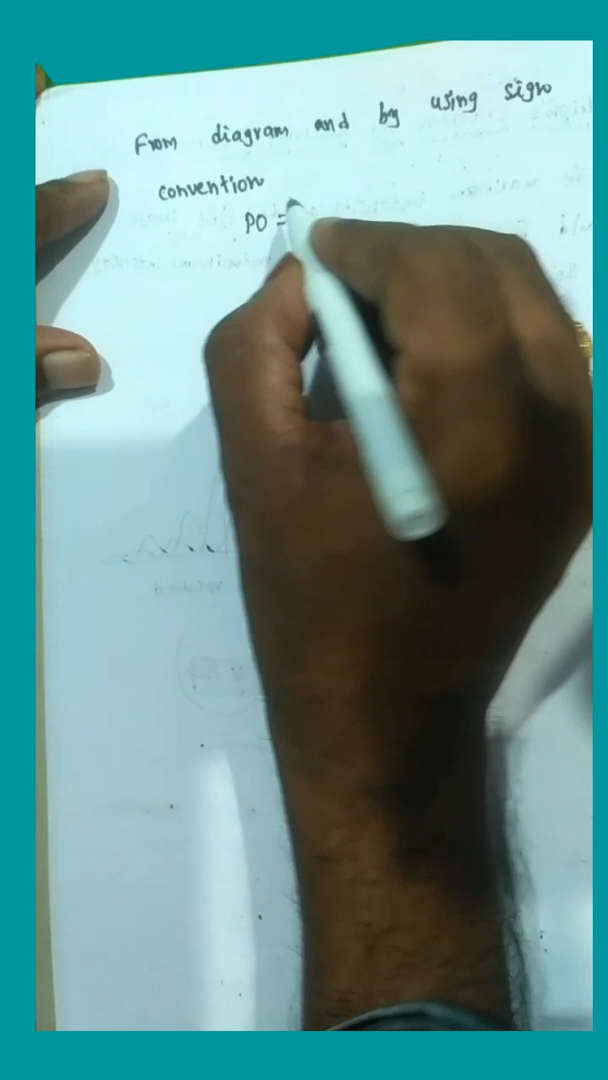 From diagram and by using sign
convention
PO =